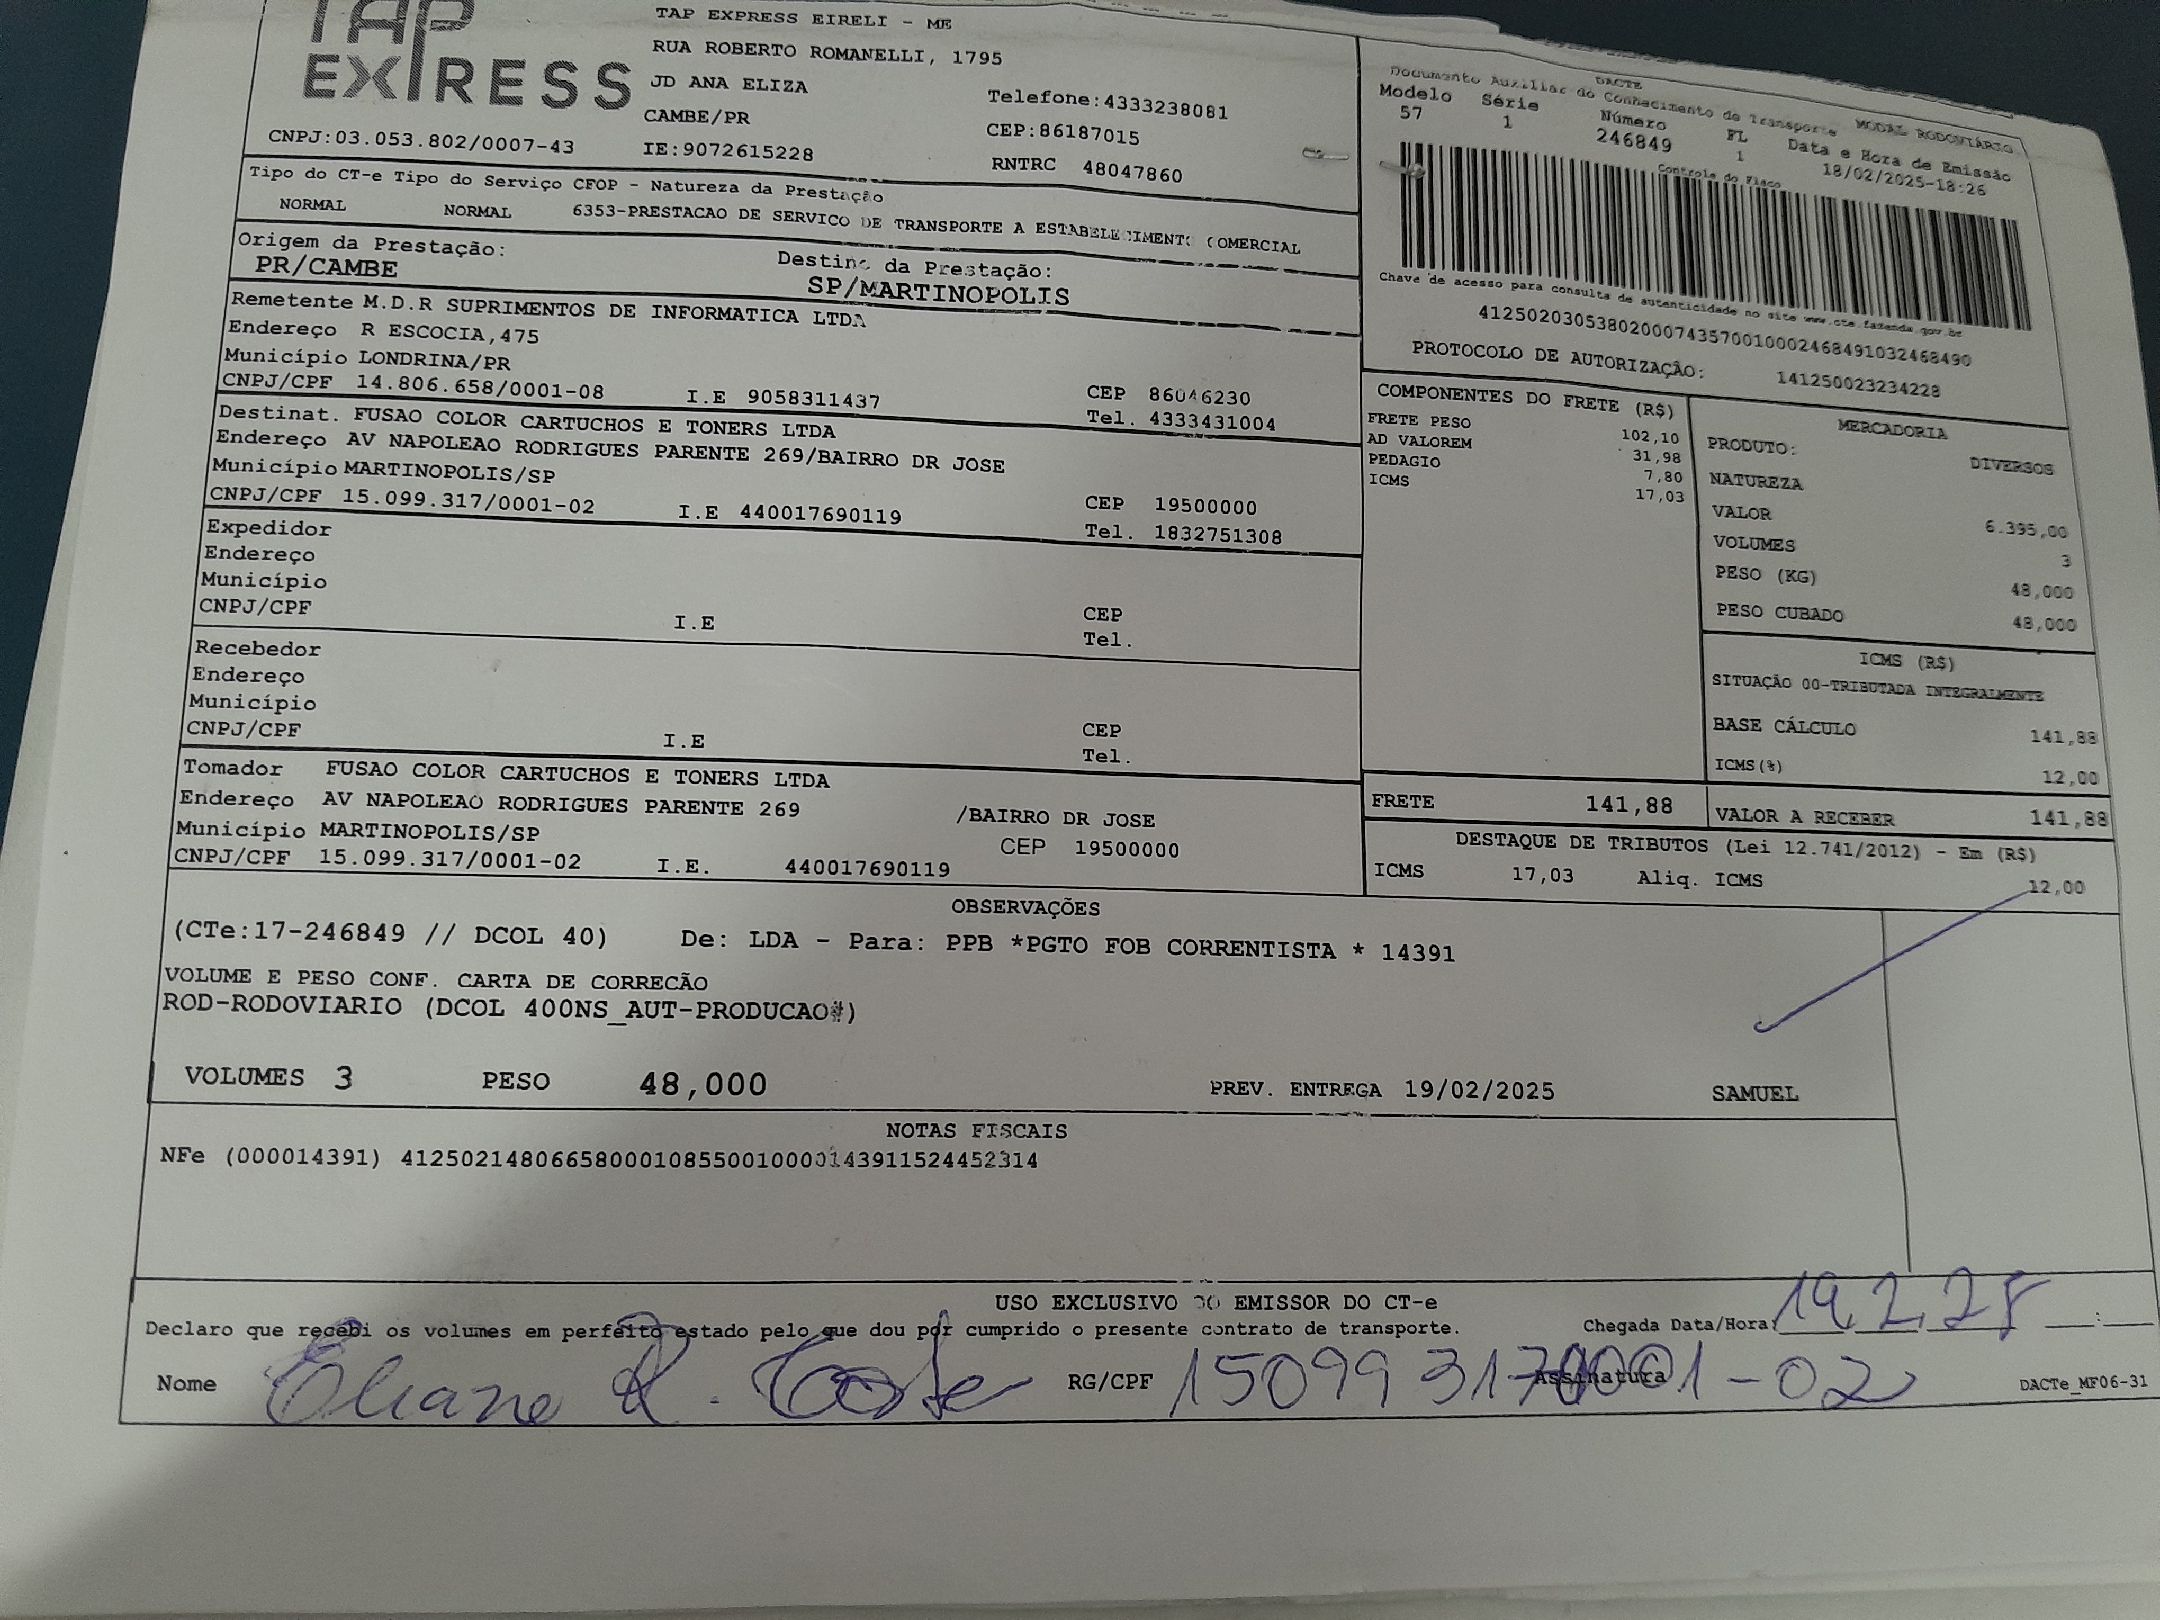 TAP
EXPRESS
TAP EXPRESS EIRELI - ME
RUA ROBERTO ROMANELLI, 1795
JD ANA ELIZA
Telefone:4333238081
CAMBE/PR
CEP:86187015
CNPJ:03.053.802/0007-43
IE:9072615228
RNTRC 48047860
DACTE
Documento Auxiliar do Conhecimento de Transporte MODAL RODOVIÁRIO
Modelo Série Número FL Data e Hora de Emissão
57 1 246849 1 18/02/2025-18:26
Controle do Fisco
Chave de acesso para consulta de autenticidade no site www.cte.fazenda.gov.br
41250203053802000743570010002468491032468490
PROTOCOLO DE AUTORIZAÇÃO: 141250023234228
Tipo do CT-e Tipo do Serviço CFOP - Natureza da Prestação
NORMAL NORMAL 6353-PRESTACAO DE SERVICO DE TRANSPORTE A ESTABELECIMENTO COMERCIAL
Origem da Prestação: Destino da Prestação:
PR/CAMBE SP/MARTINOPOLIS
Remetente M.D.R SUPRIMENTOS DE INFORMATICA LTDA
Endereço R ESCOCIA,475
Município LONDRINA/PR
CEP 86046230
CNPJ/CPF 14.806.658/0001-08 I.E 9058311437 Tel. 4333431004
Destinat. FUSAO COLOR CARTUCHOS E TONERS LTDA
Endereço AV NAPOLEAO RODRIGUES PARENTE 269/BAIRRO DR JOSE
Município MARTINOPOLIS/SP
CEP 19500000
CNPJ/CPF 15.099.317/0001-02 I.E 440017690119 Tel. 1832751308
Expedidor
Endereço
Município
CEP
CNPJ/CPF I.E Tel.
Recebedor
Endereço
Município
CEP
CNPJ/CPF I.E Tel.
Tomador FUSAO COLOR CARTUCHOS E TONERS LTDA
Endereço AV NAPOLEAO RODRIGUES PARENTE 269 /BAIRRO DR JOSE
Município MARTINOPOLIS/SP CEP 19500000
CNPJ/CPF 15.099.317/0001-02 I.E. 440017690119
COMPONENTES DO FRETE (R$)
FRETE PESO 102,10
AD VALOREM 31,98
PEDAGIO 7,80
ICMS 17,03
MERCADORIA
PRODUTO: DIVERSOS
NATUREZA
VALOR 6.395,00
VOLUMES 3
PESO (KG) 48,000
PESO CUBADO 48,000
ICMS (R$)
SITUAÇÃO 00-TRIBUTADA INTEGRALMENTE
BASE CÁLCULO 141,88
ICMS(%) 12,00
FRETE 141,88 VALOR A RECEBER 141,88
DESTAQUE DE TRIBUTOS (Lei 12.741/2012) - Em (R$)
ICMS 17,03 Aliq. ICMS 12,00
OBSERVAÇÕES
(CTe:17-246849 // DCOL 40) De: LDA - Para: PPB *PGTO FOB CORRENTISTA * 14391
VOLUME E PESO CONF. CARTA DE CORRECÃO
ROD-RODOVIARIO (DCOL 400NS_AUT-PRODUCAO#)
VOLUMES 3 PESO 48,000 PREV. ENTREGA 19/02/2025 SAMUEL
NOTAS FISCAIS
NFe (000014391) 41250214806658000108550010000143911524452314
USO EXCLUSIVO DO EMISSOR DO CT-e
Declaro que recebi os volumes em perfeito estado pelo que dou por cumprido o presente contrato de transporte. Chegada Data/Hora: 19 2 25 :
Nome Eliane R. RG/CPF 15099 3170001-02 Assinatura
DACTe_MF06-31